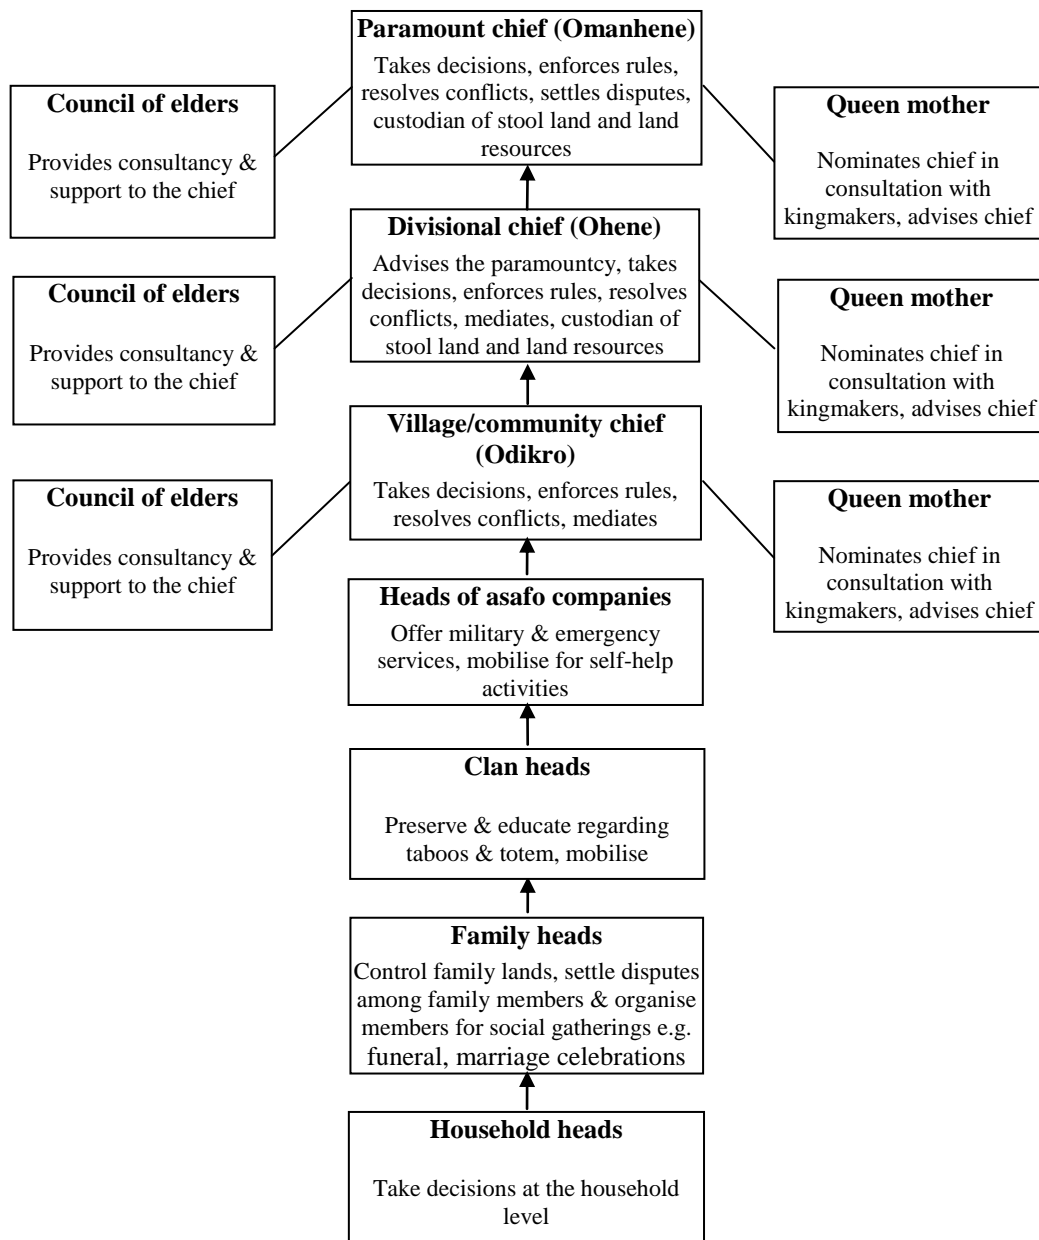 Paramount chief (Omanhene)
Takes decisions, enforces rules,
resolves conflicts, settles disputes,
custodian of stool land and land
resources
Council of elders
Provides consultancy &
support to the chief
Queen mother
Nominates chief in
consultation with
kingmakers, advises chief
Divisional chief (Ohene)
Advises the paramountcy, takes
decisions, enforces rules, resolves
conflicts, mediates, custodian of
stool land and land resources
Council of elders
Provides consultancy &
support to the chief
Queen mother
Nominates chief in
consultation with
kingmakers, advises chief
Village/community chief
(Odikro)
Takes decisions, enforces rules,
resolves conflicts, mediates
Council of elders
Provides consultancy &
support to the chief
Queen mother
Nominates chief in
consultation with
kingmakers, advises chief
Heads of asafo companies
Offer military & emergency
services, mobilise for self-help
activities
Clan heads
Preserve & educate regarding
taboos & totem, mobilise
Family heads
Control family lands, settle disputes
among family members & organise
members for social gatherings e.g.
funeral, marriage celebrations
Household heads
Take decisions at the household
level